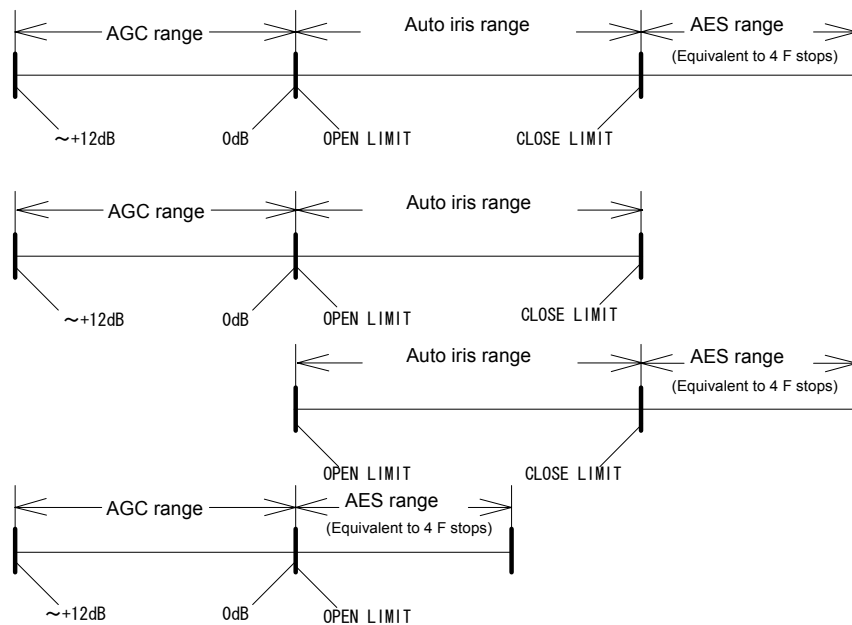 AGC range Auto iris range AES range
(Equivalent to 4 F stops)
～+12dB 0dB OPEN LIMIT CLOSE LIMIT
AGC range Auto iris range
～+12dB 0dB OPEN LIMIT CLOSE LIMIT
Auto iris range AES range
(Equivalent to 4 F stops)
OPEN LIMIT CLOSE LIMIT
AGC range AES range
(Equivalent to 4 F stops)
～+12dB 0dB OPEN LIMIT